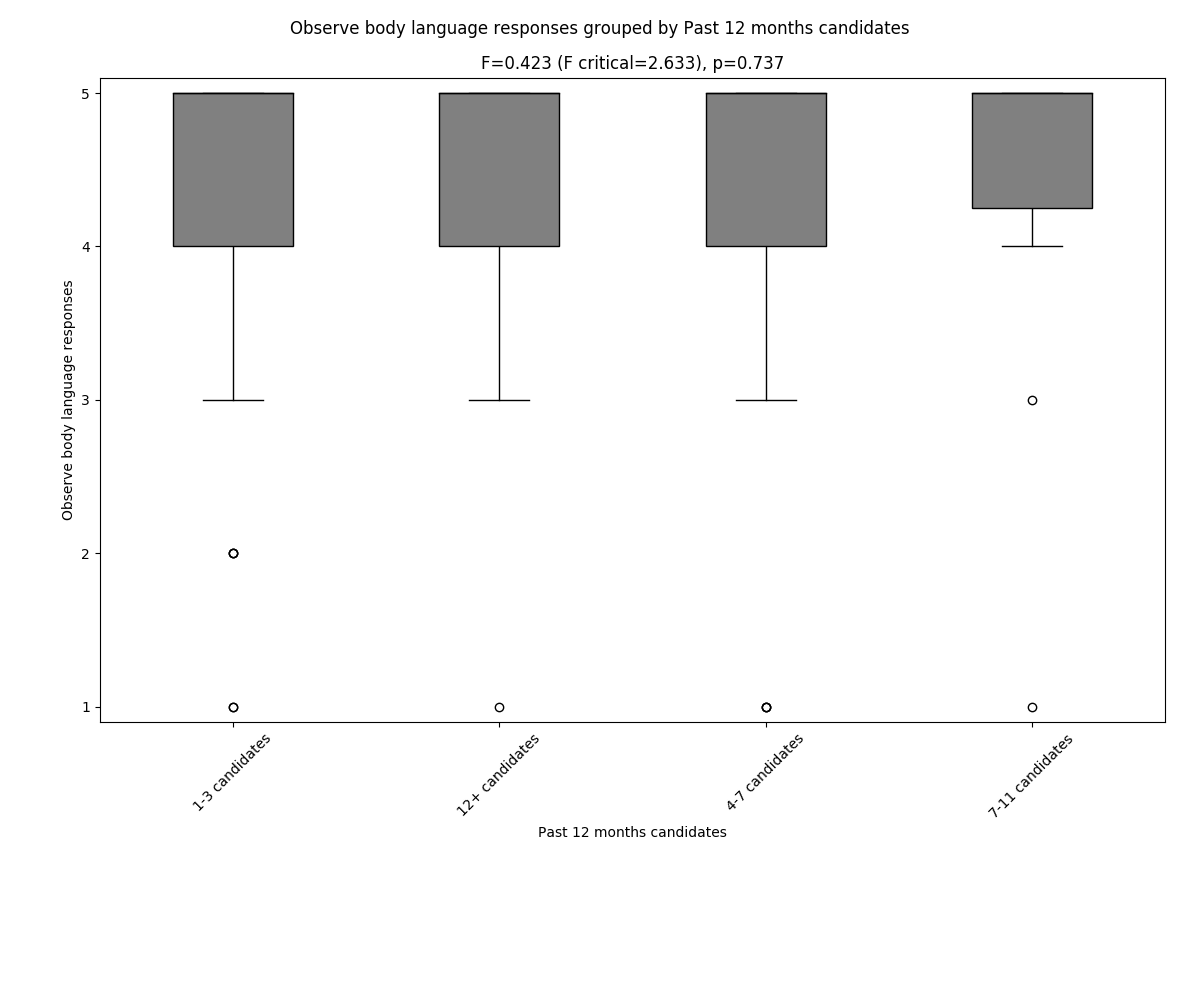 Observe body language responses grouped by Past 12 months candidates
F=0.423 (F critical=2.633), p=0.737
5
4
3
2
1
Observe body language responses
1-3 candidates
12+ candidates
4-7 candidates
7-11 candidates
Past 12 months candidates